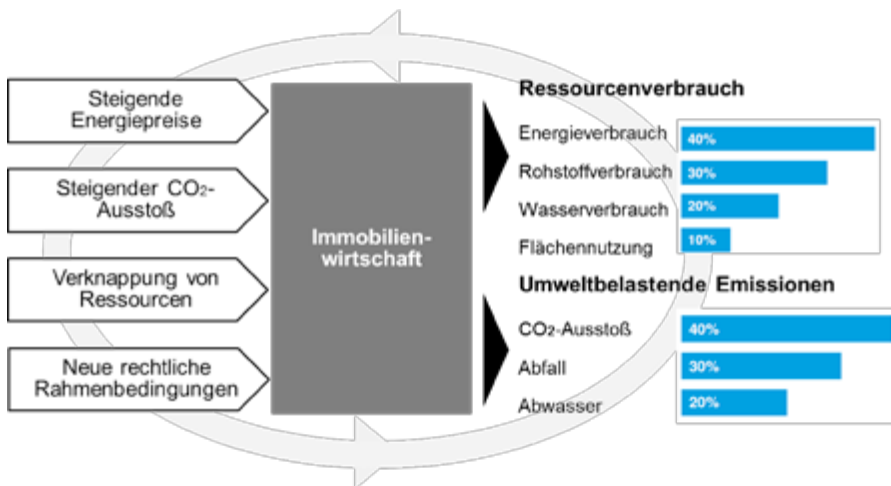 Steigende
Energiepreise
Steigender CO₂-
Ausstoß
Verknappung von
Ressourcen
Neue rechtliche
Rahmenbedingungen
Immobilien-
wirtschaft
Ressourcenverbrauch
Energieverbrauch
40%
Rohstoffverbrauch
30%
Wasserverbrauch
20%
Flächennutzung
10%
Umweltbelastende Emissionen
CO₂-Ausstoß
40%
Abfall
30%
Abwasser
20%